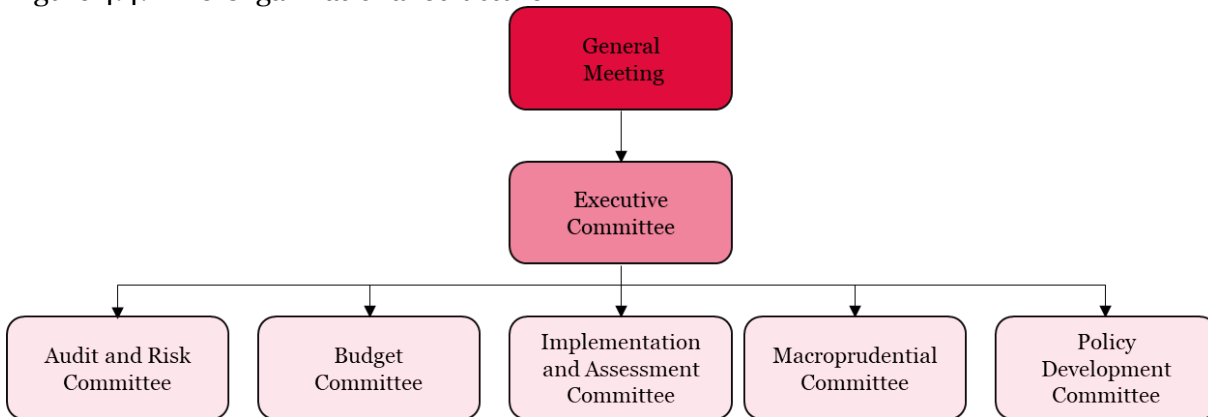 General
Meeting
Executive
Committee
Audit and Risk
Committee
Budget
Committee
Implementation
and Assessment
Committee
Macroprudential
Committee
Policy
Development
Committee